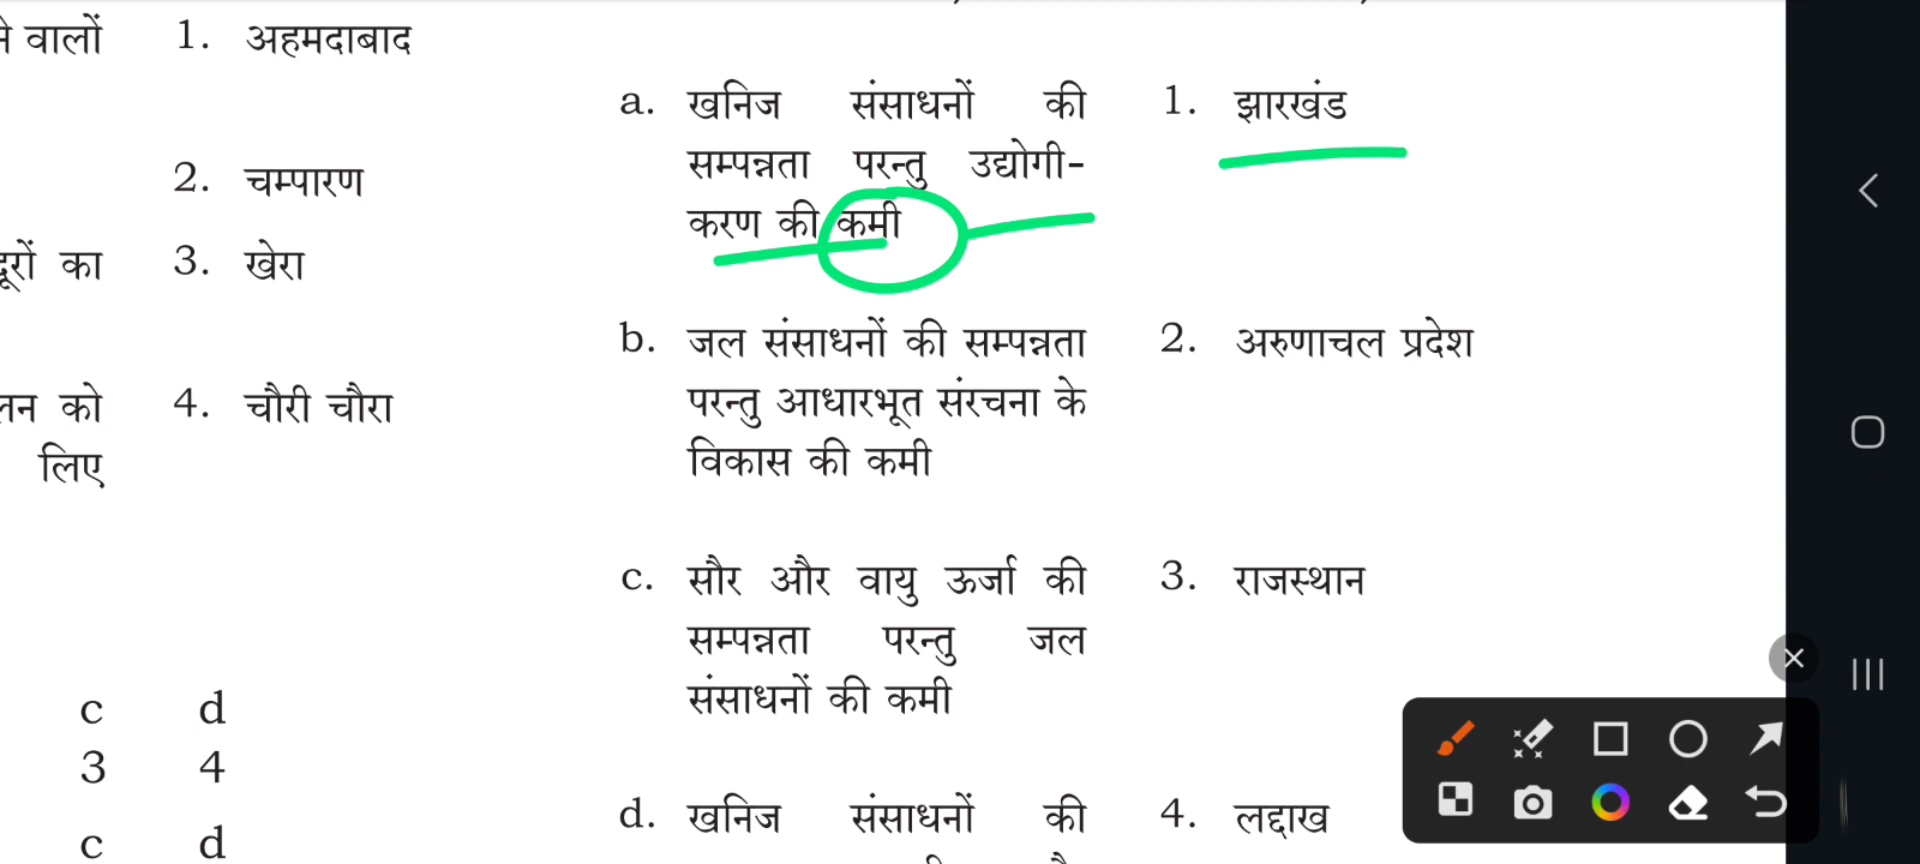 ने वालों 1. अहमदाबाद
2. चम्पारण
दूरों का 3. खेरा
को 4. चौरी चौरा
लिए
c d
3 4
c d
a. खनिज संसाधनों की 1. झारखंड
सम्पन्नता परन्तु उद्योगी-
करण की कमी
b. जल संसाधनों की सम्पन्नता 2. अरुणाचल प्रदेश
परन्तु आधारभूत संरचना के
विकास की कमी
c. सौर और वायु ऊर्जा की 3. राजस्थान
सम्पन्नता परन्तु जल
संसाधनों की कमी
d. खनिज संसाधनों की 4. लद्दाख